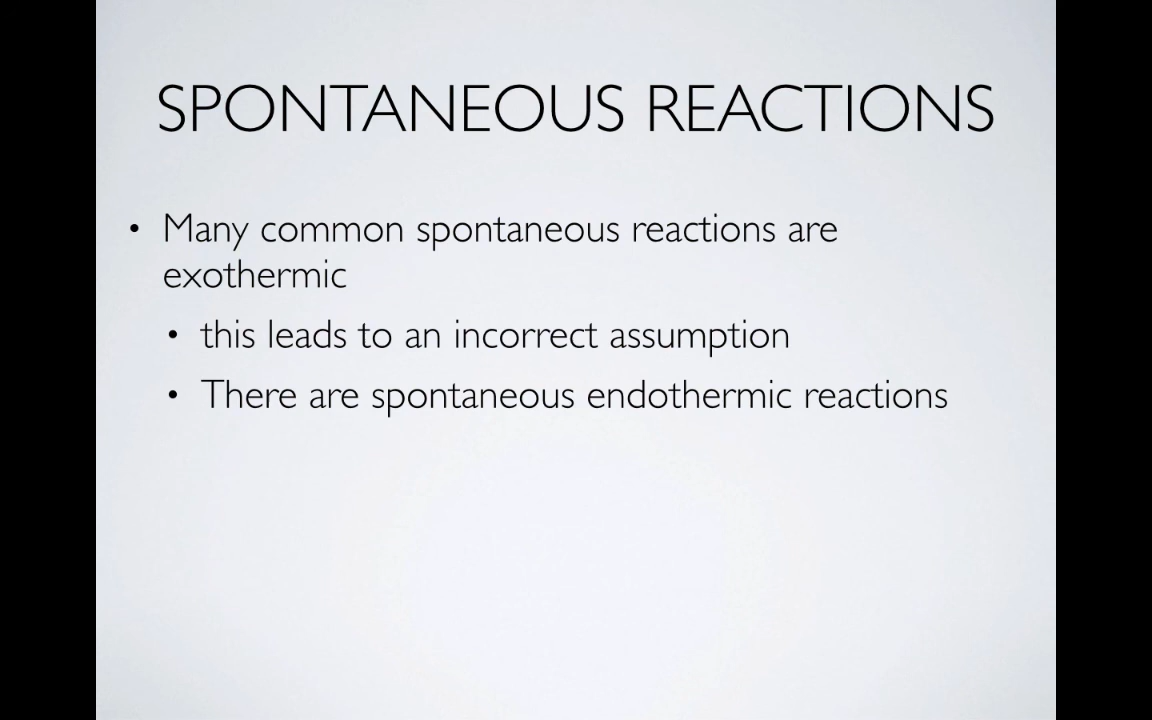 SPONTANEOUS REACTIONS
• Many common spontaneous reactions are
exothermic
• this leads to an incorrect assumption
• There are spontaneous endothermic reactions